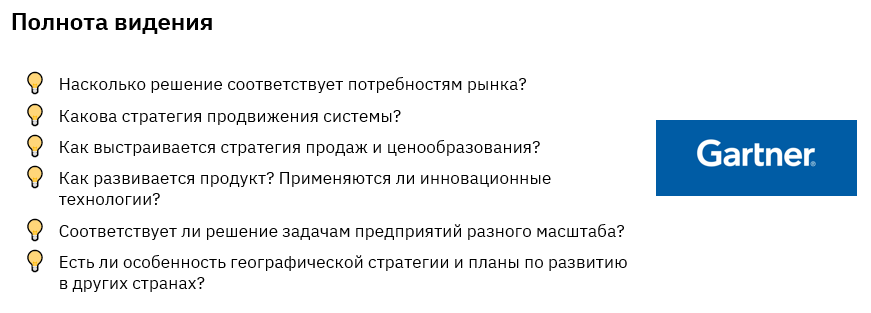 Полнота видения
Насколько решение соответствует потребностям рынка?
Какова стратегия продвижения системы?
Как выстраивается стратегия продаж и ценообразования?
Как развивается продукт? Применяются ли инновационные
технологии?
Соответствует ли решение задачам предприятий разного масштаба?
Есть ли особенность географической стратегии и планы по развитию
в других странах?
Gartner®